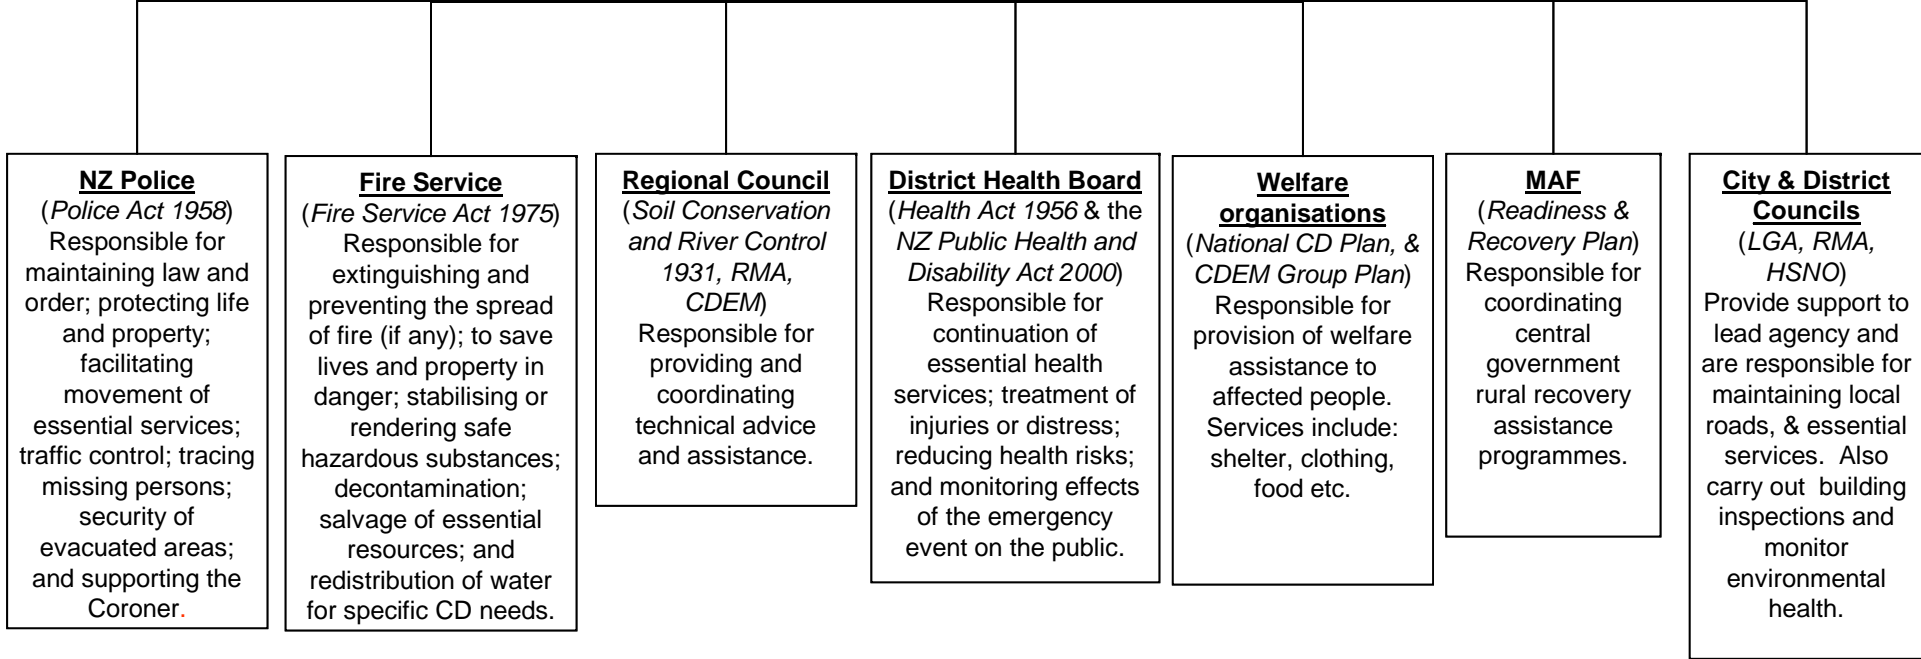 NZ Police
(Police Act 1958)
Responsible for
maintaining law and
order; protecting life
and property;
facilitating
movement of
essential services;
traffic control; tracing
missing persons;
security of
evacuated areas;
and supporting the
Coroner.
Fire Service
(Fire Service Act 1975)
Responsible for
extinguishing and
preventing the spread
of fire (if any); to save
lives and property in
danger; stabilising or
rendering safe
hazardous substances;
decontamination;
salvage of essential
resources; and
redistribution of water
for specific CD needs.
Regional Council
(Soil Conservation
and River Control
1931, RMA,
CDEM)
Responsible for
providing and
coordinating
technical advice
and assistance.
District Health Board
(Health Act 1956 & the
NZ Public Health and
Disability Act 2000)
Responsible for
continuation of
essential health
services; treatment of
injuries or distress;
reducing health risks;
and monitoring effects
of the emergency
event on the public.
Welfare
organisations
(National CD Plan, &
CDEM Group Plan)
Responsible for
provision of welfare
assistance to
affected people.
Services include:
shelter, clothing,
food etc.
MAF
(Readiness &
Recovery Plan)
Responsible for
coordinating
central
government
rural recovery
assistance
programmes.
City & District
Councils
(LGA, RMA,
HSNO)
Provide support to
lead agency and
are responsible for
maintaining local
roads, & essential
services. Also
carry out building
inspections and
monitor
environmental
health.